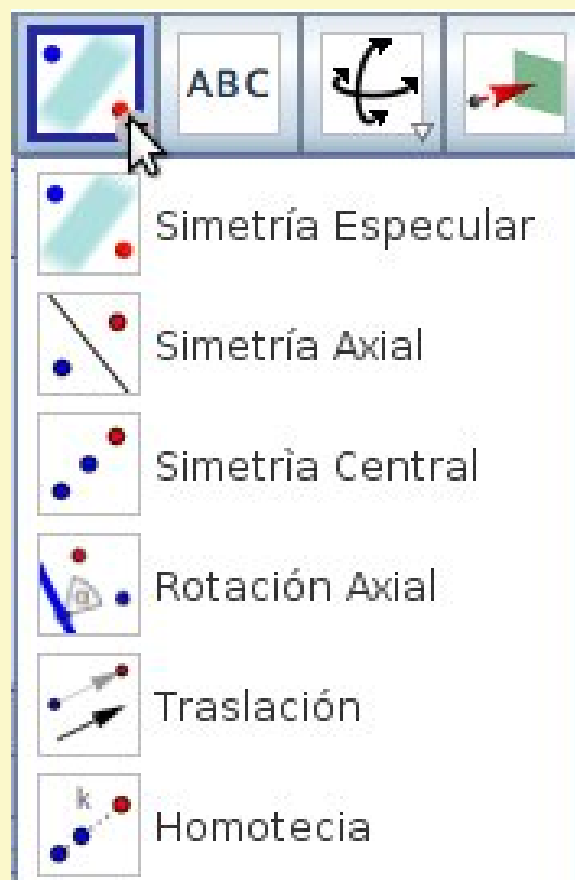 ABC
Simetría Especular
Simetría Axial
Simetría Central
α
Rotación Axial
Traslación
k
Homotecia